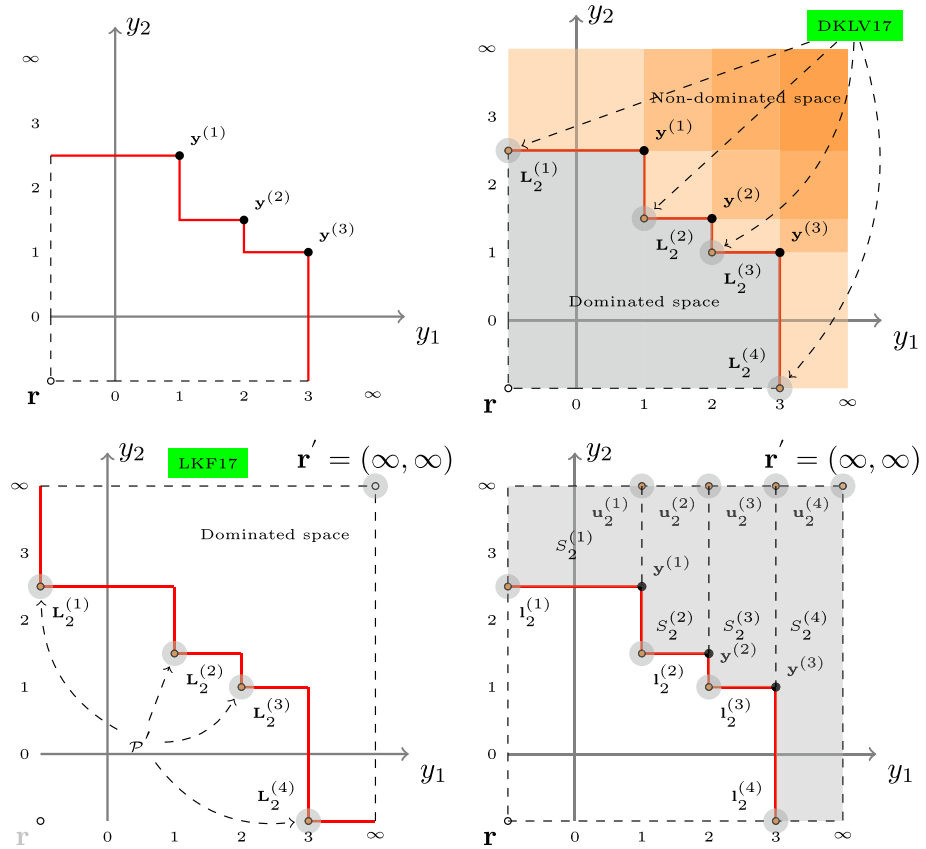 y₂
∞
3
2
1
0
y⁽¹⁾
y⁽²⁾
y⁽³⁾
y₁
r
0 1 2 3 ∞
y₂
DKLV17
∞
3
2
1
0
Non-dominated space
y⁽¹⁾
L₂⁽¹⁾
y⁽²⁾
L₂⁽²⁾
y⁽³⁾
L₂⁽³⁾
Dominated space
y₁
L₂⁽⁴⁾
r
0 1 2 3 ∞
y₂
LKF17
r′ = (∞, ∞)
∞
3
2
1
0
Dominated space
L₂⁽¹⁾
L₂⁽²⁾
L₂⁽³⁾
𝒫
y₁
L₂⁽⁴⁾
r
0 1 2 3 ∞
y₂
r′ = (∞, ∞)
∞
3
2
1
0
u₂⁽¹⁾ u₂⁽²⁾ u₂⁽³⁾ u₂⁽⁴⁾
S₂⁽¹⁾
y⁽¹⁾
l₂⁽¹⁾
S₂⁽²⁾ S₂⁽³⁾ S₂⁽⁴⁾
y⁽²⁾
l₂⁽²⁾
y⁽³⁾
l₂⁽³⁾
y₁
l₂⁽⁴⁾
r
0 1 2 3 ∞